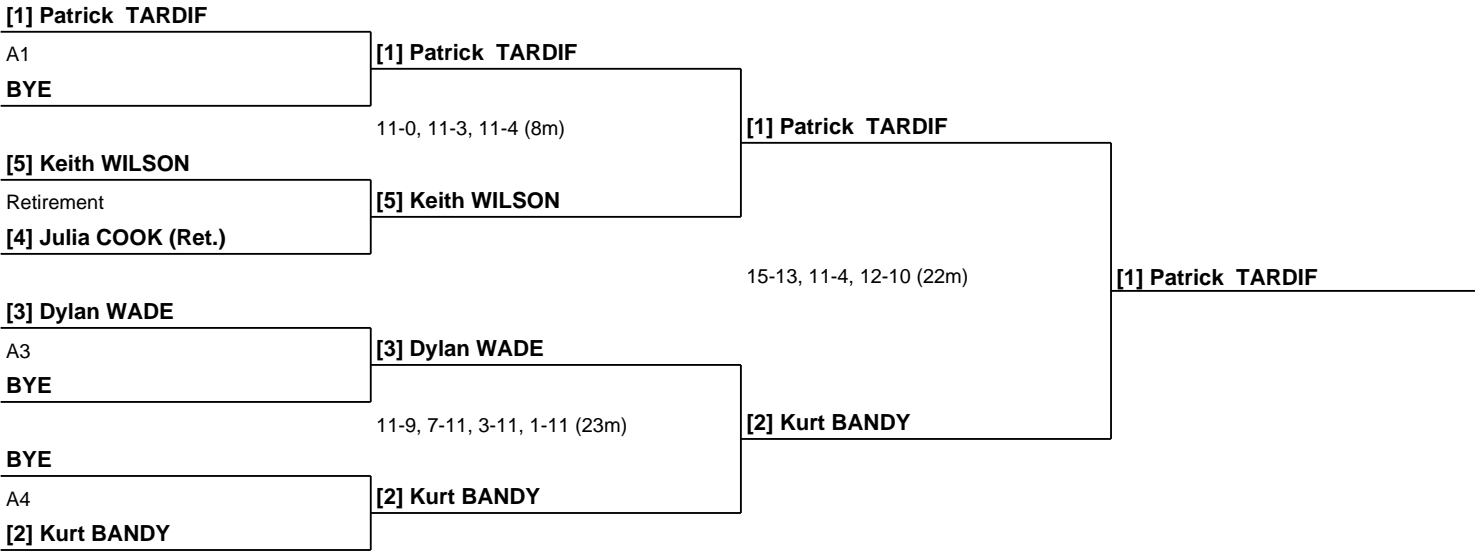 [1] Patrick  TARDIF
A1
BYE
[5] Keith WILSON
Retirement
[4] Julia COOK (Ret.)
[3] Dylan WADE
A3
BYE
BYE
A4
[2] Kurt BANDY
[1] Patrick  TARDIF
11-0, 11-3, 11-4 (8m)
[5] Keith WILSON
[3] Dylan WADE
11-9, 7-11, 3-11, 1-11 (23m)
[2] Kurt BANDY
[1] Patrick  TARDIF
15-13, 11-4, 12-10 (22m)
[2] Kurt BANDY
[1] Patrick  TARDIF